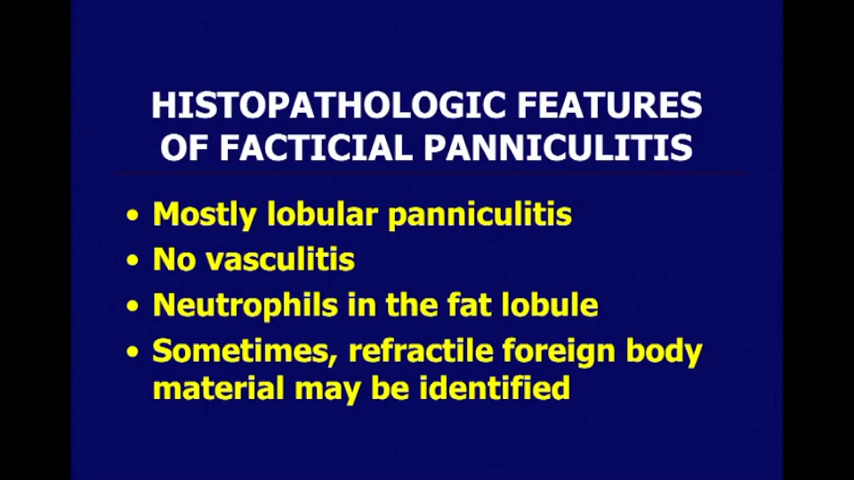 HISTOPATHOLOGIC FEATURES
OF FACTICIAL PANNICULITIS
• Mostly lobular panniculitis
• No vasculitis
• Neutrophils in the fat lobule
• Sometimes, refractile foreign body
material may be identified